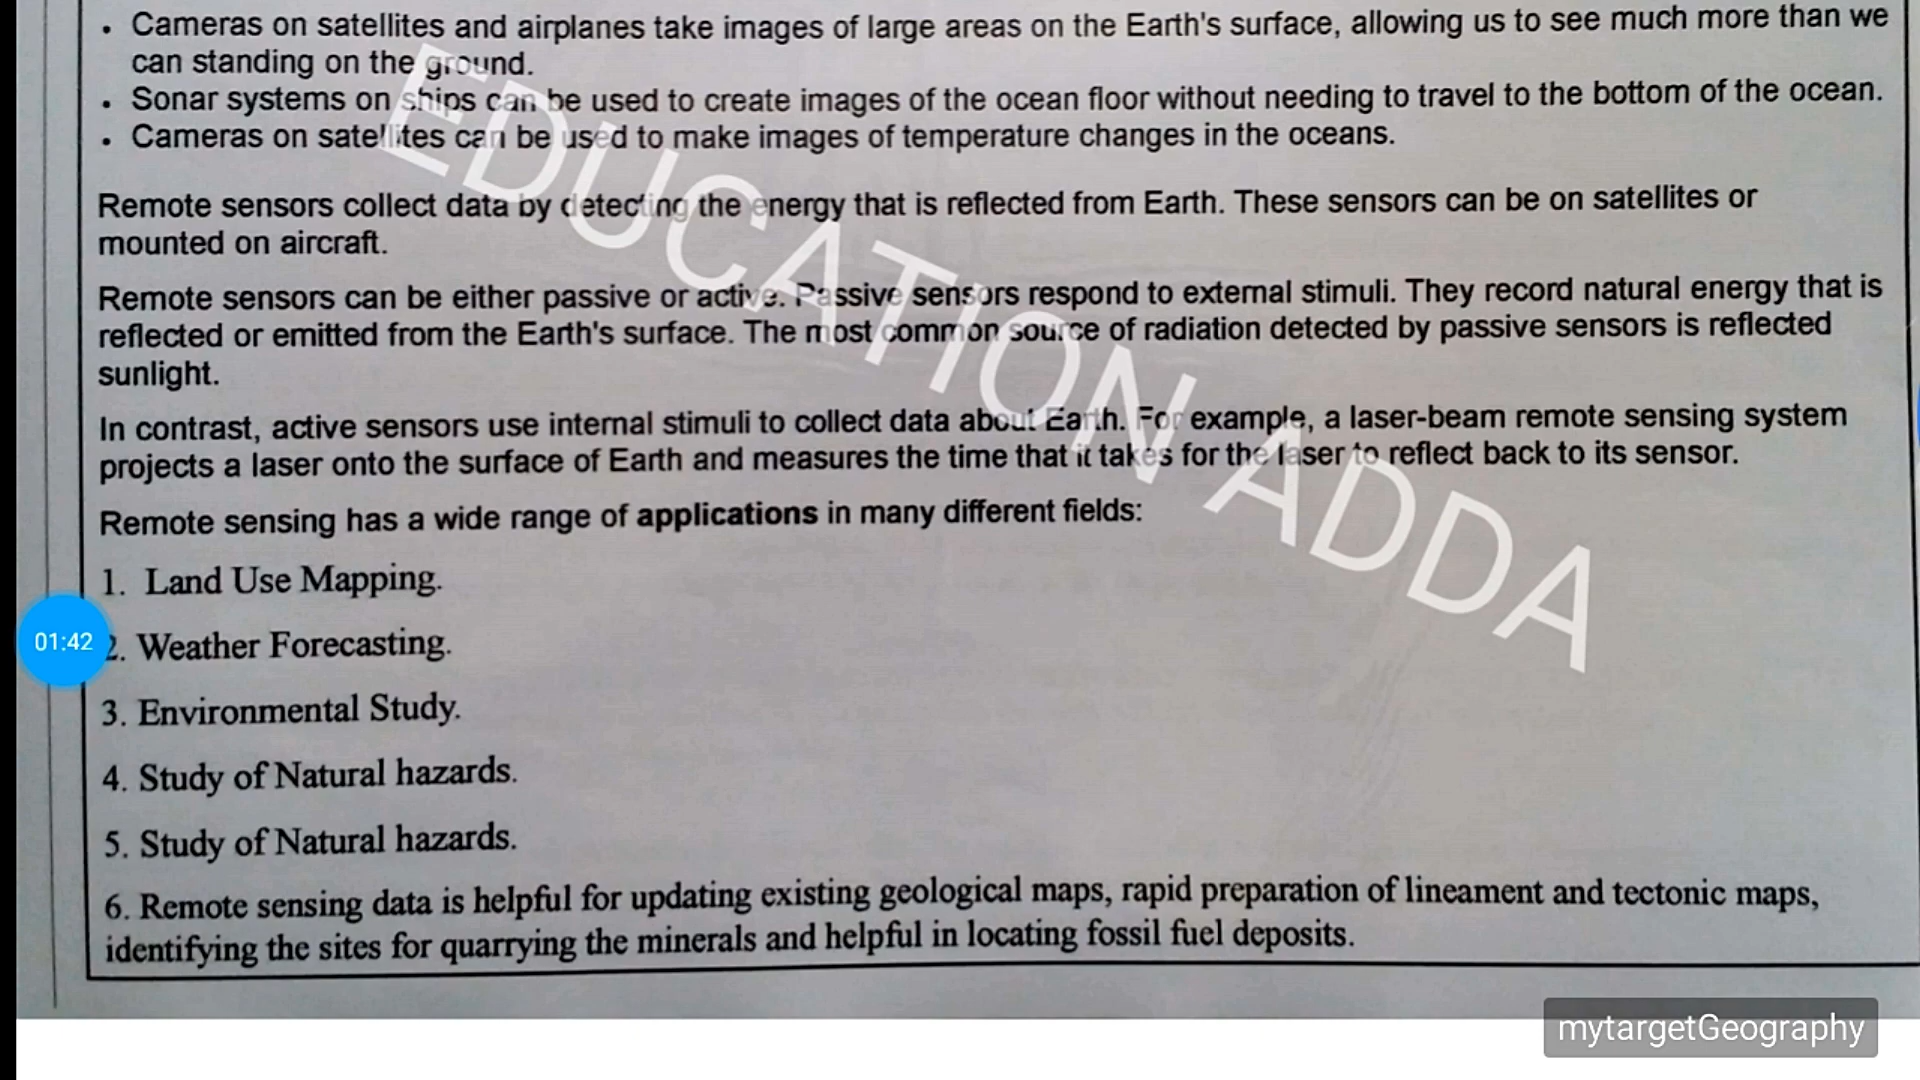 • Cameras on satellites and airplanes take images of large areas on the Earth's surface, allowing us to see much more than we
can standing on the ground.
• Sonar systems on ships can be used to create images of the ocean floor without needing to travel to the bottom of the ocean.
• Cameras on satellites can be used to make images of temperature changes in the oceans.
Remote sensors collect data by detecting the energy that is reflected from Earth. These sensors can be on satellites or
mounted on aircraft.
Remote sensors can be either passive or active. Passive sensors respond to external stimuli. They record natural energy that is
reflected or emitted from the Earth's surface. The most common source of radiation detected by passive sensors is reflected
sunlight.
In contrast, active sensors use internal stimuli to collect data about Earth. For example, a laser-beam remote sensing system
projects a laser onto the surface of Earth and measures the time that it takes for the laser to reflect back to its sensor.
Remote sensing has a wide range of applications in many different fields:
1. Land Use Mapping.
2. Weather Forecasting.
3. Environmental Study.
4. Study of Natural hazards.
5. Study of Natural hazards.
6. Remote sensing data is helpful for updating existing geological maps, rapid preparation of lineament and tectonic maps,
identifying the sites for quarrying the minerals and helpful in locating fossil fuel deposits.
EDUCATION ADDA
01:42
mytargetGeography